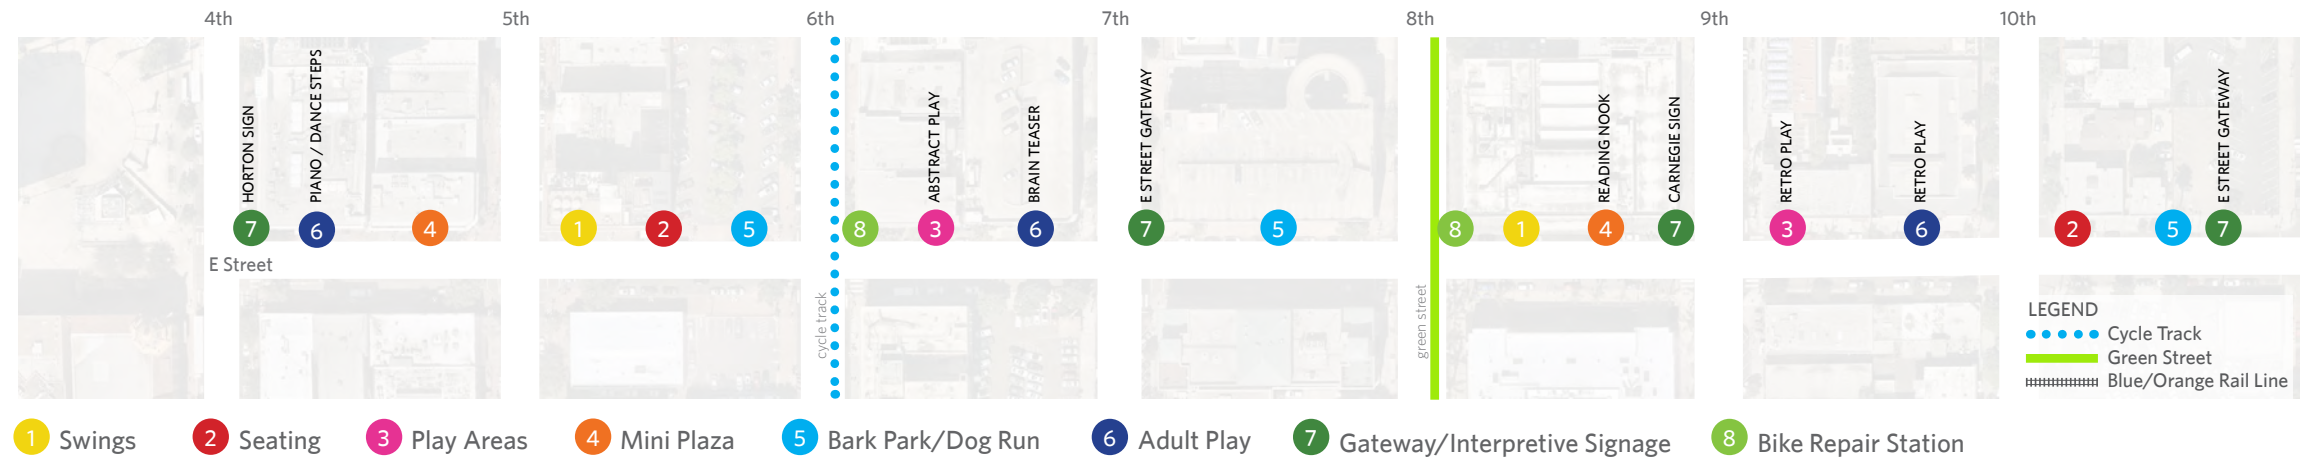 4th 5th 6th 7th 8th 9th 10th
HORTON SIGN
PIANO / DANCE STEPS
ABSTRACT PLAY
BRAIN TEASER
E STREET GATEWAY
READING NOOK
CARNEGIE SIGN
RETRO PLAY
RETRO PLAY
E STREET GATEWAY
7 6 4 1 2 5 8 3 6 7 5 8 1 4 7 3 6 2 5 7
E Street
cycle track
green street
LEGEND
Cycle Track
Green Street
Blue/Orange Rail Line
1 Swings 2 Seating 3 Play Areas 4 Mini Plaza 5 Bark Park/Dog Run 6 Adult Play 7 Gateway/Interpretive Signage 8 Bike Repair Station